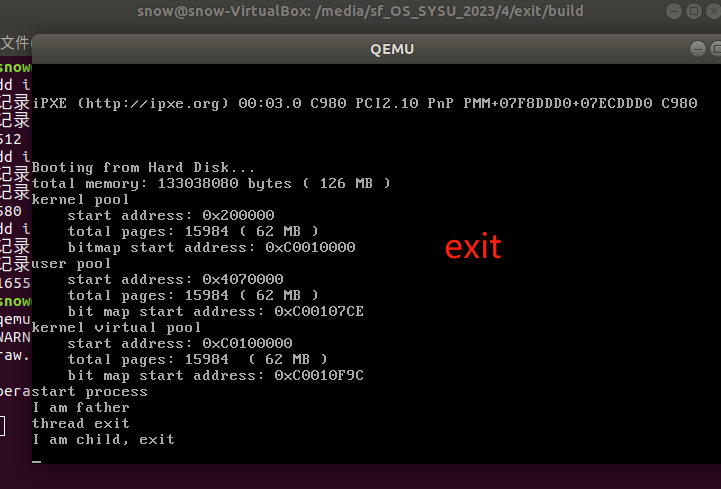 snow@snow-VirtualBox: /media/sf_OS_SYSU_2023/4/exit/build
文件
QEMU
snow
dd i
记录
记录
512
dd i
记录
记录
580
dd i
记录
记录
1655
snow
qemu
WARN
raw.
opera
iPXE (http://ipxe.org) 00:03.0 C980 PCI2.10 PnP PMM+07F8DDD0+07ECDDD0 C980
Booting from Hard Disk...
total memory: 133038080 bytes ( 126 MB )
kernel pool
start address: 0x200000
total pages: 15984 ( 62 MB )
bitmap start address: 0xC0010000
user pool
start address: 0x4070000
total pages: 15984 ( 62 MB )
bit map start address: 0xC00107CE
kernel virtual pool
start address: 0xC0100000
total pages: 15984  ( 62 MB )
bit map start address: 0xC0010F9C
start process
I am father
thread exit
I am child, exit
exit